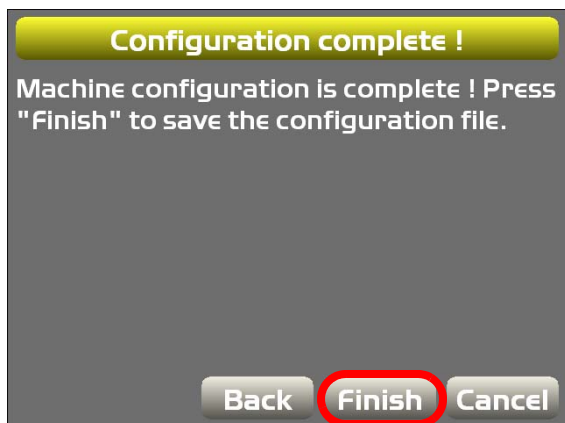 Configuration complete !
Machine configuration is complete ! Press
"Finish" to save the configuration file.
Back Finish Cancel